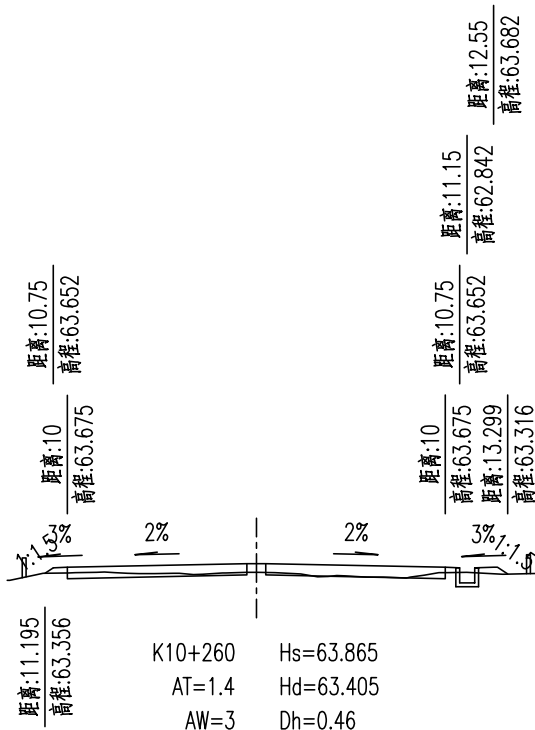 距离:12.55
高程:63.682
距离:11.15
高程:62.842
距离:10.75
高程:63.652
距离:10.75
高程:63.652
距离:10
高程:63.675
距离:10
高程:63.675
距离:13.299
高程:63.316
1:1.5
3%
2%
2%
3%
1:1.5
距离:11.195
高程:63.356
K10+260
Hs=63.865
AT=1.4
Hd=63.405
AW=3
Dh=0.46